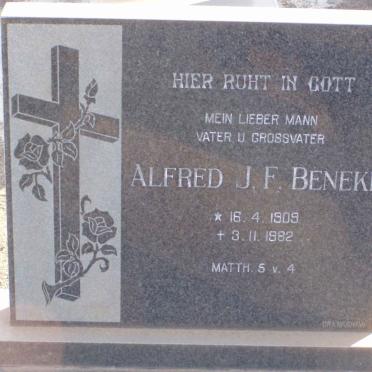 HIER RUHT IN GOTT
MEIN LIEBER MANN
VATER U. GROSSVATER
ALFRED J. F. BENEK
* 16. 4. 1909
+ 3. 11. 1982
MATTH. 5 v. 4